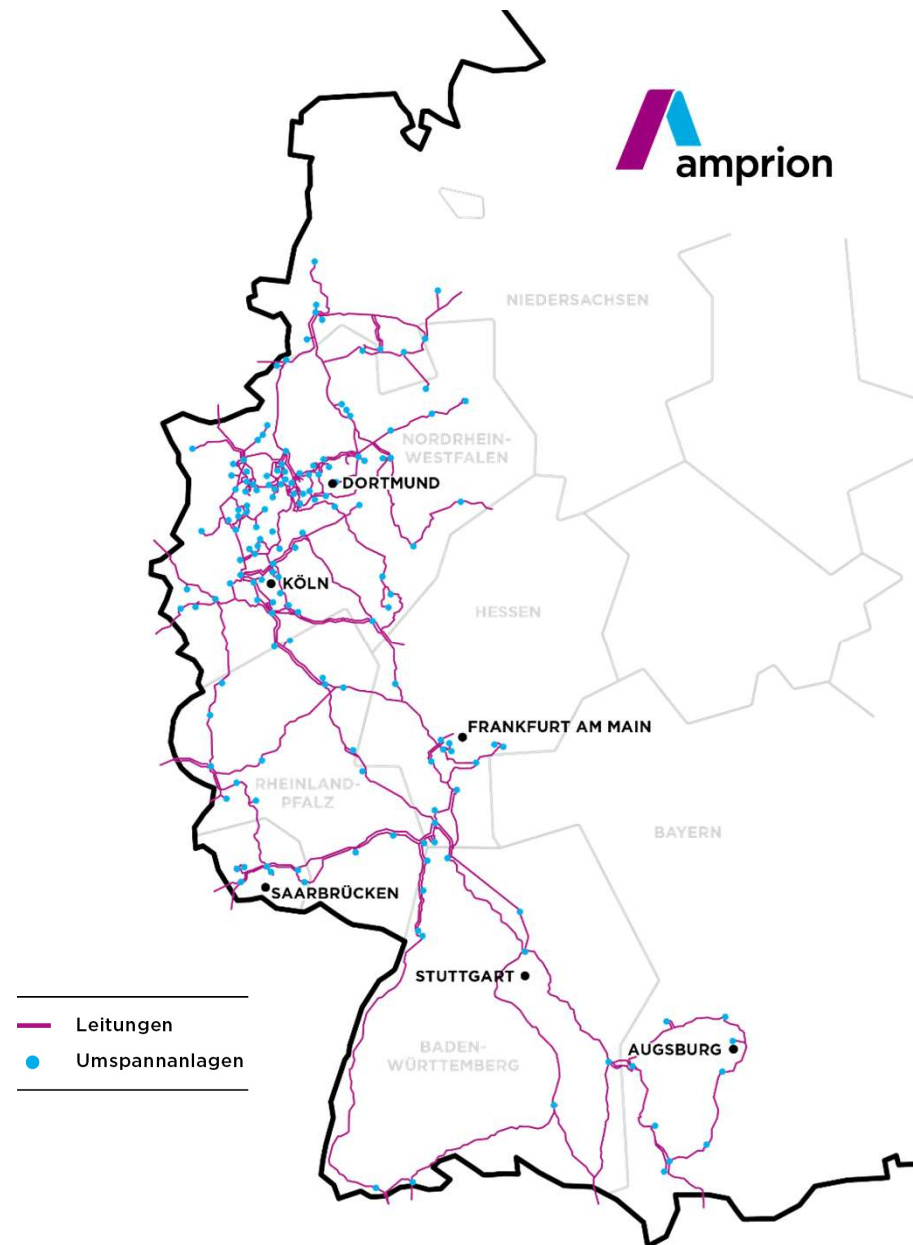 amprion
NIEDERSACHSEN
NORDRHEIN-
WESTFALEN
DORTMUND
KÖLN
HESSEN
FRANKFURT AM MAIN
RHEINLAND-
PFALZ
BAYERN
SAARBRÜCKEN
STUTTGART
Leitungen
Umspannanlagen
BADEN-
WÜRTTEMBERG
AUGSBURG